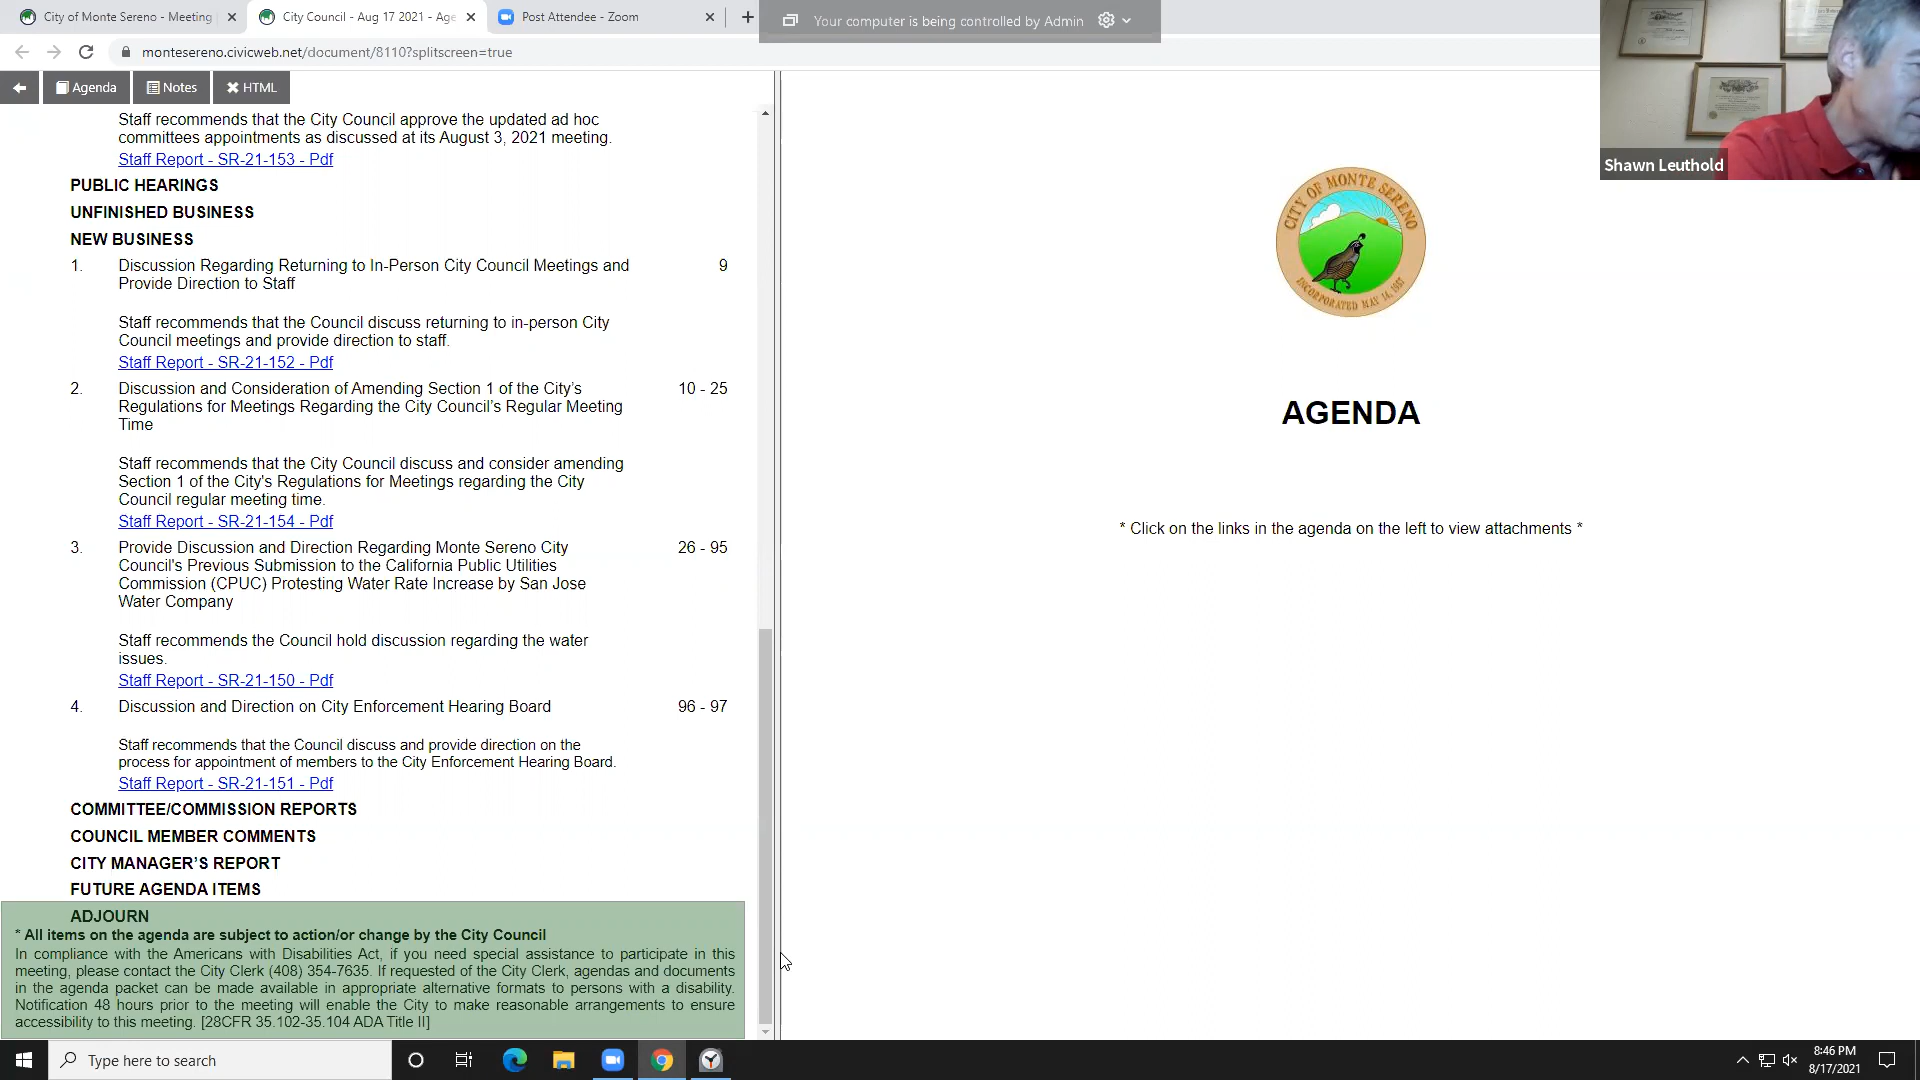 City of Monte Sereno - Meeting
City Council - Aug 17 2021 - Age
Post Attendee - Zoom
Your computer is being controlled by Admin
montesereno.civicweb.net/document/8110?splitscreen=true
Agenda
Notes
HTML
Staff recommends that the City Council approve the updated ad hoc
committees appointments as discussed at its August 3, 2021 meeting.
Staff Report - SR-21-153 - Pdf
PUBLIC HEARINGS
UNFINISHED BUSINESS
NEW BUSINESS
1. Discussion Regarding Returning to In-Person City Council Meetings and 9
Provide Direction to Staff
Staff recommends that the Council discuss returning to in-person City
Council meetings and provide direction to staff.
Staff Report - SR-21-152 - Pdf
2. Discussion and Consideration of Amending Section 1 of the City’s 10 - 25
Regulations for Meetings Regarding the City Council’s Regular Meeting
Time
Staff recommends that the City Council discuss and consider amending
Section 1 of the City's Regulations for Meetings regarding the City
Council regular meeting time.
Staff Report - SR-21-154 - Pdf
3. Provide Discussion and Direction Regarding Monte Sereno City 26 - 95
Council's Previous Submission to the California Public Utilities
Commission (CPUC) Protesting Water Rate Increase by San Jose
Water Company
Staff recommends the Council hold discussion regarding the water
issues.
Staff Report - SR-21-150 - Pdf
4. Discussion and Direction on City Enforcement Hearing Board 96 - 97
Staff recommends that the Council discuss and provide direction on the
process for appointment of members to the City Enforcement Hearing Board.
Staff Report - SR-21-151 - Pdf
COMMITTEE/COMMISSION REPORTS
COUNCIL MEMBER COMMENTS
CITY MANAGER’S REPORT
FUTURE AGENDA ITEMS
ADJOURN
* All items on the agenda are subject to action/or change by the City Council
In compliance with the Americans with Disabilities Act, if you need special assistance to participate in this
meeting, please contact the City Clerk (408) 354-7635. If requested of the City Clerk, agendas and documents
in the agenda packet can be made available in appropriate alternative formats to persons with a disability.
Notification 48 hours prior to the meeting will enable the City to make reasonable arrangements to ensure
accessibility to this meeting. [28CFR 35.102-35.104 ADA Title II]
CITY OF MONTE SERENO
INCORPORATED MAY 14, 1957
AGENDA
* Click on the links in the agenda on the left to view attachments *
Shawn Leuthold
Type here to search
8:46 PM
8/17/2021